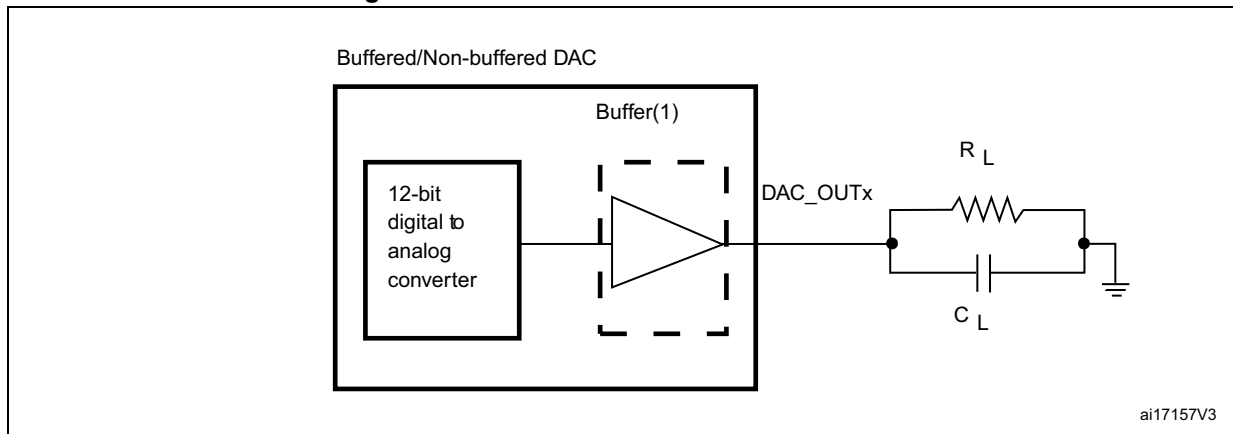 Buffered/Non-buffered DAC
Buffer(1)
12-bit
digital to
analog
converter
DAC_OUTx
R L
C L
ai17157V3